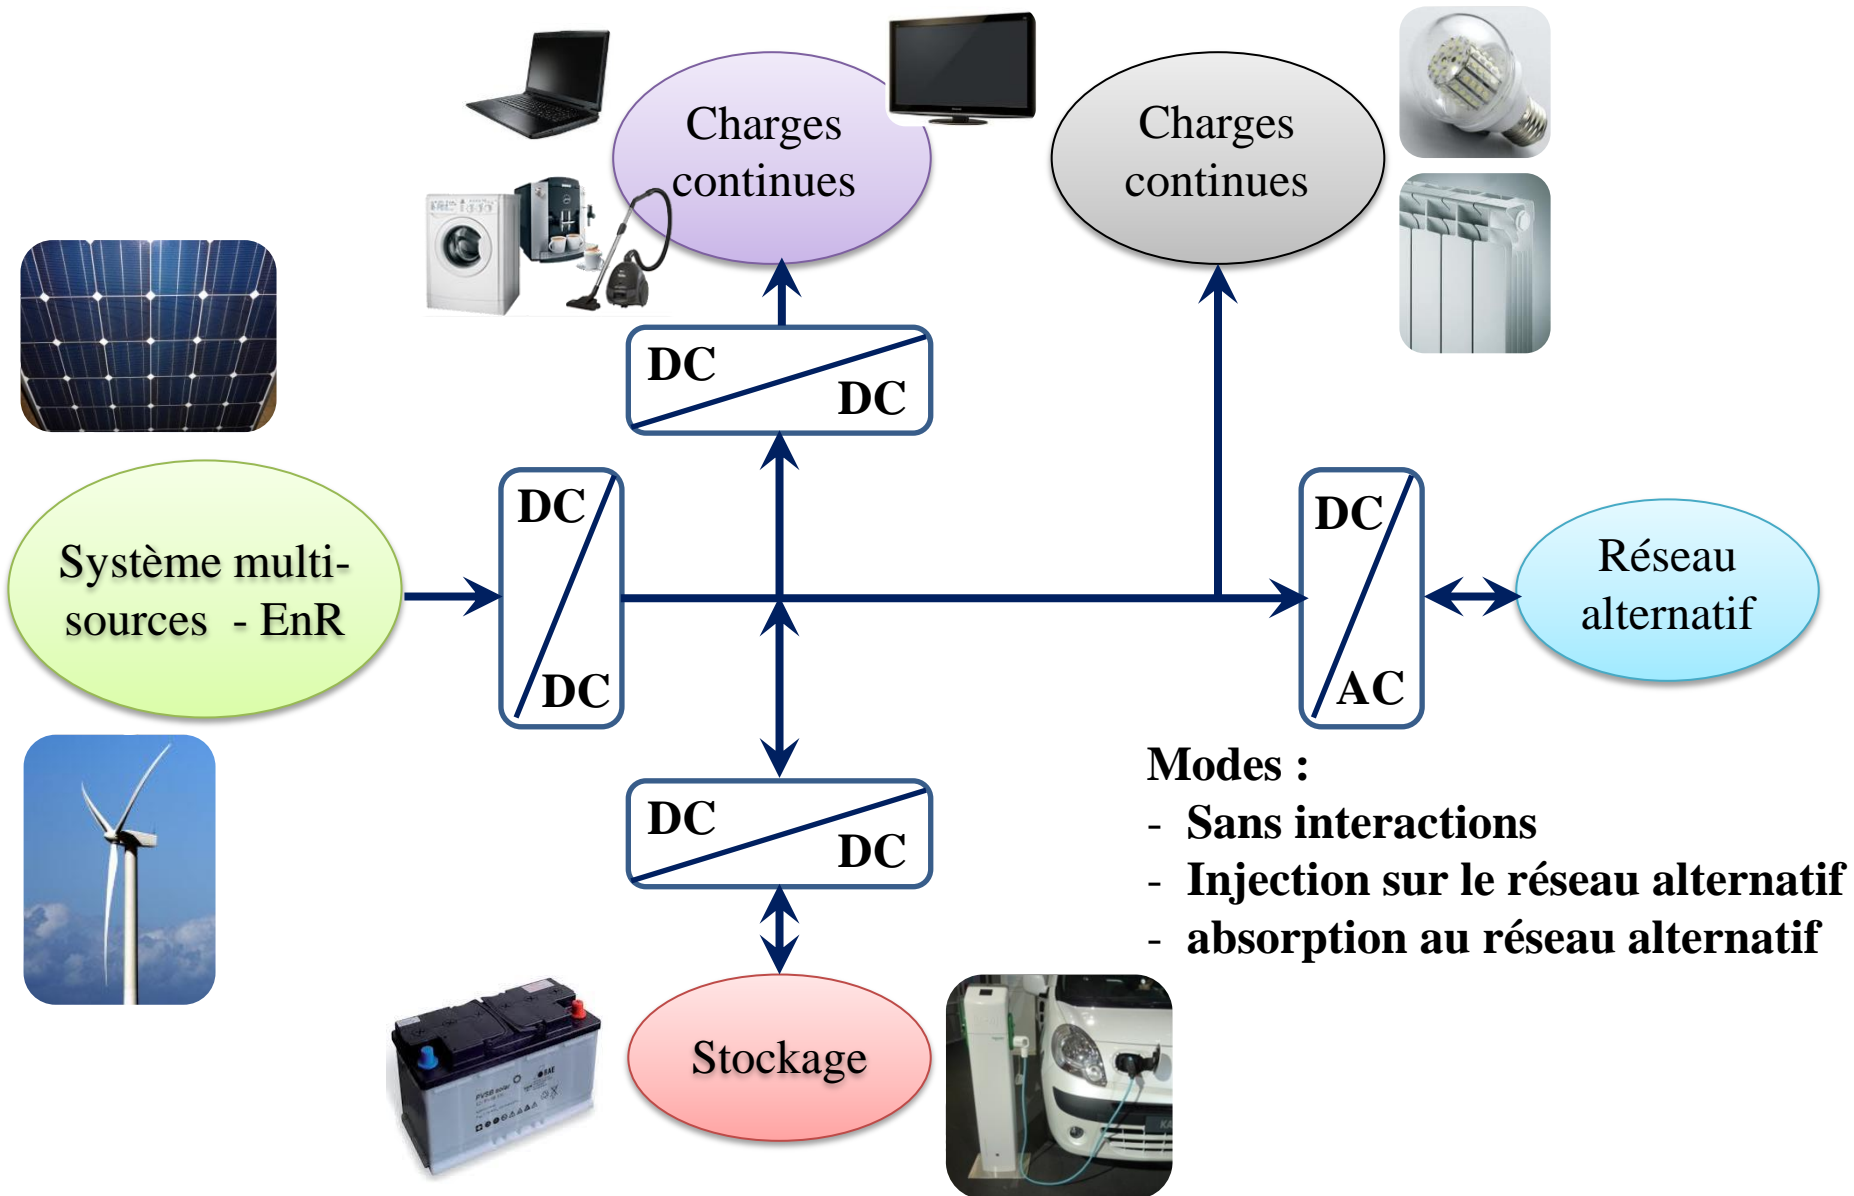 Charges
continues
Charges
continues
DC
DC
Système multi-
sources - EnR
DC
DC
DC
AC
Réseau
alternatif
DC
DC
Modes :
- Sans interactions
- Injection sur le réseau alternatif
- absorption au réseau alternatif
Stockage